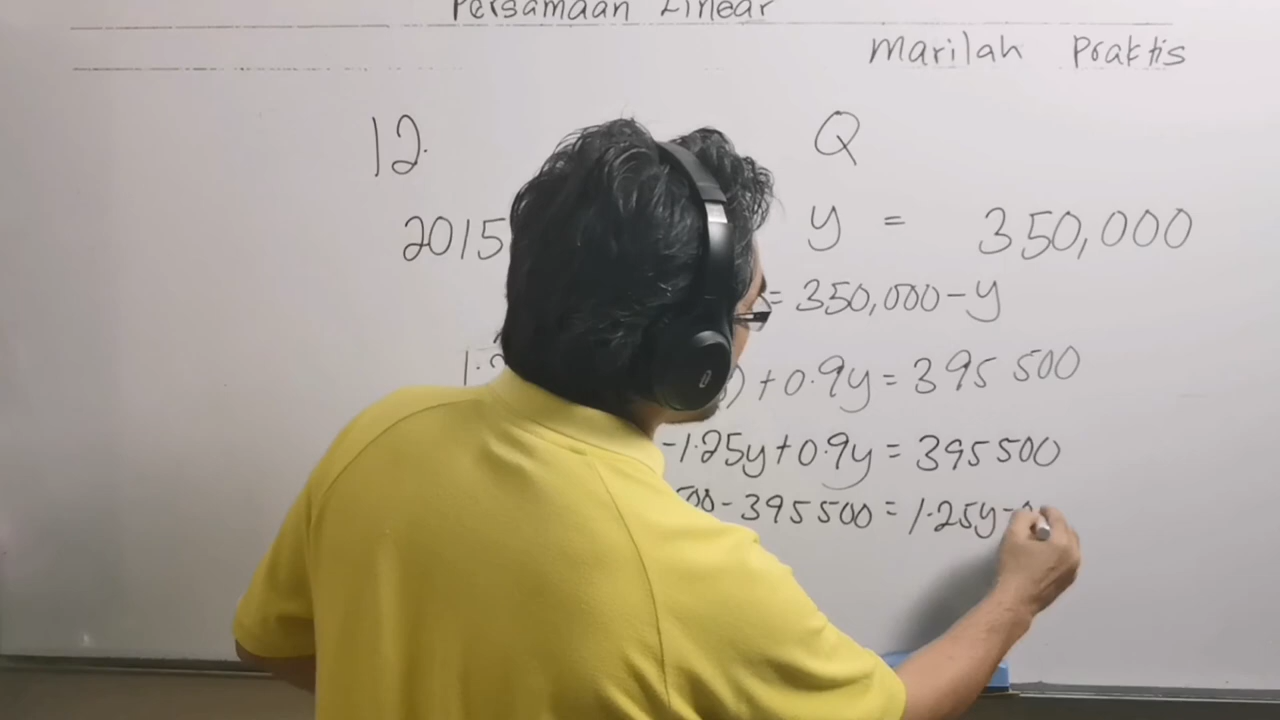 Persamaan Linear
Marilah Praktis
12. Q
2015 y = 350,000
= 350,000 - y
) + 0.9y = 395 500
-1.25y + 0.9y = 395500
500 - 395500 = 1.25y -